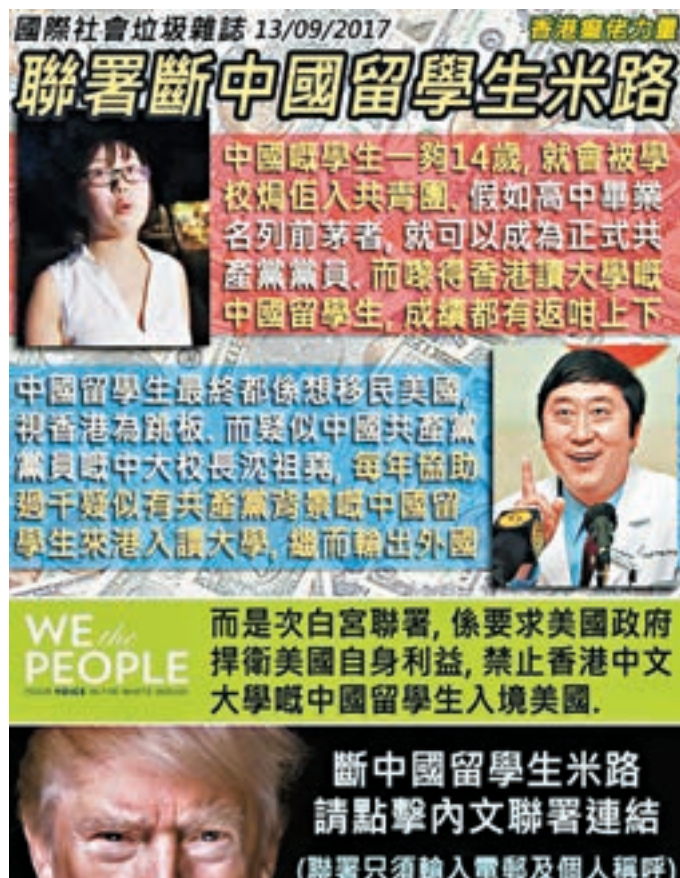 國際社會垃圾雜誌 13/09/2017
香港癲佬力量
聯署斷中國留學生米路
中國嘅學生一夠14歲, 就會被學
校焗佢入共青團. 假如高中畢業
名列前茅者, 就可以成為正式共
產黨黨員. 而嚟得香港讀大學嘅
中國留學生, 成績都有返咁上下
中國留學生最終都係想移民美國,
視香港為跳板. 而疑似中國共產黨
黨員嘅中大校長沈祖堯, 每年協助
過千疑似有共產黨背景嘅中國留
學生來港入讀大學, 繼而輸出外國
WE the
PEOPLE
YOUR VOICE IN THE WHITE HOUSE
而是次白宮聯署, 係要求美國政府
捍衛美國自身利益, 禁止香港中文
大學嘅中國留學生入境美國.
斷中國留學生米路
請點擊內文聯署連結
(聯署只須輸入電郵及個人稱呼)